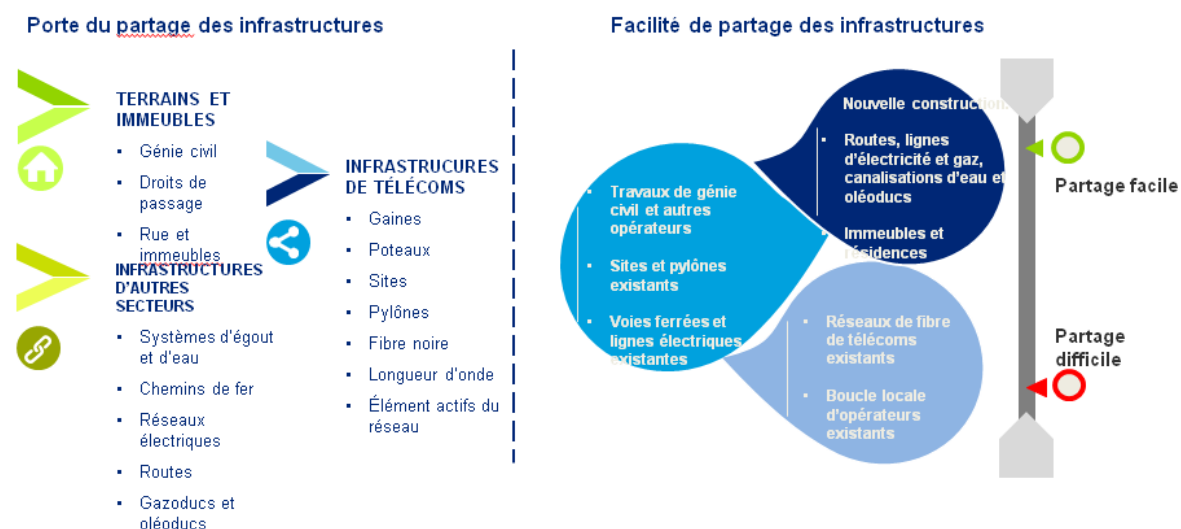 Porte du partage des infrastructures
TERRAINS ET
IMMEUBLES
▪ Génie civil
▪ Droits de
passage
▪ Rue et
immeubles
INFRASTRUCTURES
D'AUTRES
SECTEURS
▪ Systèmes d'égout
et d'eau
▪ Chemins de fer
▪ Réseaux
électriques
▪ Routes
▪ Gazoducs et
oléoducs
INFRASTRUCURES
DE TÉLÉCOMS
▪ Gaines
▪ Poteaux
▪ Sites
▪ Pylônes
▪ Fibre noire
▪ Longueur d'onde
▪ Élément actifs du
réseau
Facilité de partage des infrastructures
▪ Travaux de génie
civil et autres
opérateurs
▪ Sites et pylônes
existants
▪ Voies ferrées et
lignes électriques
existantes
Nouvelle construction
▪ Routes, lignes
d'électricité et gaz,
canalisations d'eau et
oléoducs
▪ Immeubles et
résidences
▪ Réseaux de fibre
de télécoms
existants
▪ Boucle locale
d'opérateurs
existants
Partage facile
Partage
difficile